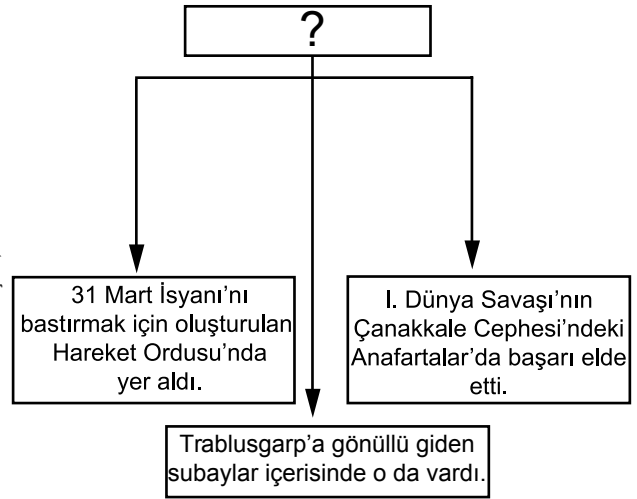 ?
31 Mart İsyanı’nı
bastırmak için oluşturulan
Hareket Ordusu’nda
yer aldı.
I. Dünya Savaşı’nın
Çanakkale Cephesi’ndeki
Anafartalar’da başarı elde
etti.
Trablusgarp’a gönüllü giden
subaylar içerisinde o da vardı.